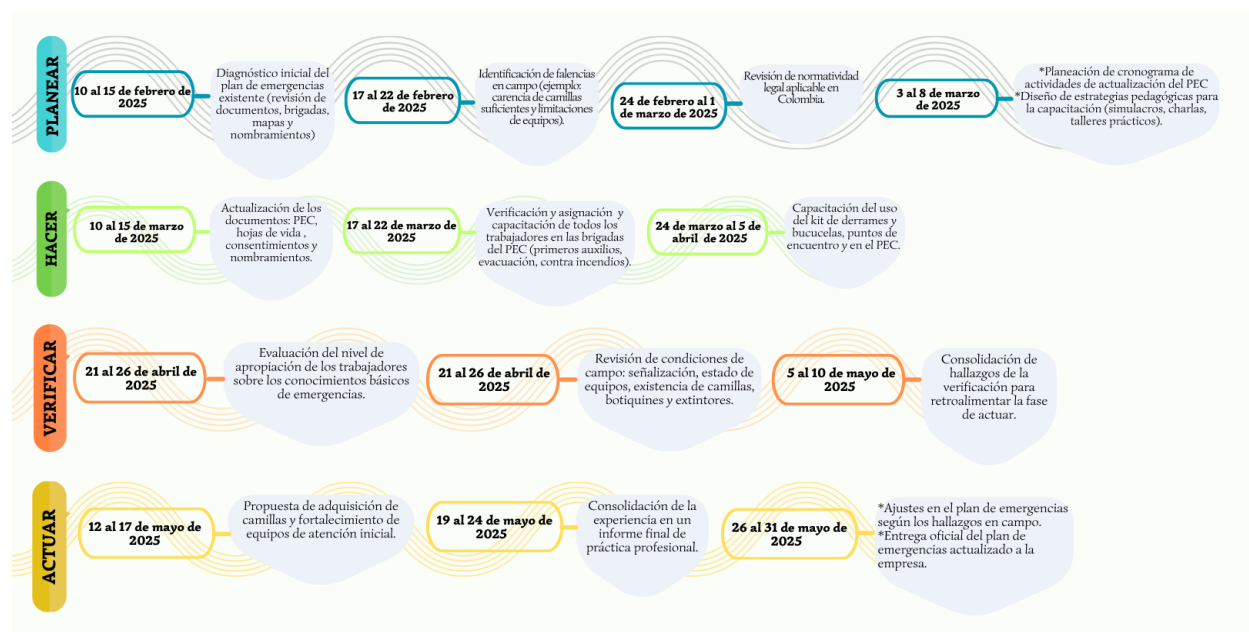 PLANEAR
10 al 15 de febrero de
2025
Diagnóstico inicial del
plan de emergencias
existente (revisión de
documentos, brigadas,
mapas y
nombramientos)
17 al 22 de febrero
de 2025
Identificación de falencias
en campo (ejemplo:
carencia de camillas
suficientes y limitaciones
de equipos).
24 de febrero al 1
de marzo de 2025
Revisión de normatividad
legal aplicable en
Colombia.
3 al 8 de marzo
de 2025
*Planeación de cronograma de
actividades de actualización del PEC
*Diseño de estrategias pedagógicas para
la capacitación (simulacros, charlas,
talleres prácticos).
HACER
10 al 15 de marzo
de 2025
Actualización de los
documentos: PEC,
hojas de vida ,
consentimientos y
nombramientos.
17 al 22 de marzo de
2025
Verificación y asignación y
capacitación de todos los
trabajadores en las brigadas
del PEC (primeros auxilios,
evacuación, contra incendios).
24 de marzo al 5 de
abril de 2025
Capacitación del uso
del kit de derrames y
bucucelas, puntos de
encuentro y en el PEC.
VERIFICAR
21 al 26 de abril de
2025
Evaluación del nivel de
apropiación de los trabajadores
sobre los conocimientos básicos
de emergencias.
21 al 26 de abril de
2025
Revisión de condiciones de
campo: señalización, estado de
equipos, existencia de camillas,
botiquines y extintores.
5 al 10 de mayo de
2025
Consolidación de
hallazgos de la
verificación para
retroalimentar la fase
de actuar.
ACTUAR
12 al 17 de mayo de
2025
Propuesta de adquisición de
camillas y fortalecimiento de
equipos de atención inicial.
19 al 24 de mayo de
2025
Consolidación de la
experiencia en un
informe final de
práctica profesional.
26 al 31 de mayo de
2025
*Ajustes en el plan de emergencias
según los hallazgos en campo.
*Entrega oficial del plan de
emergencias actualizado a la
empresa.